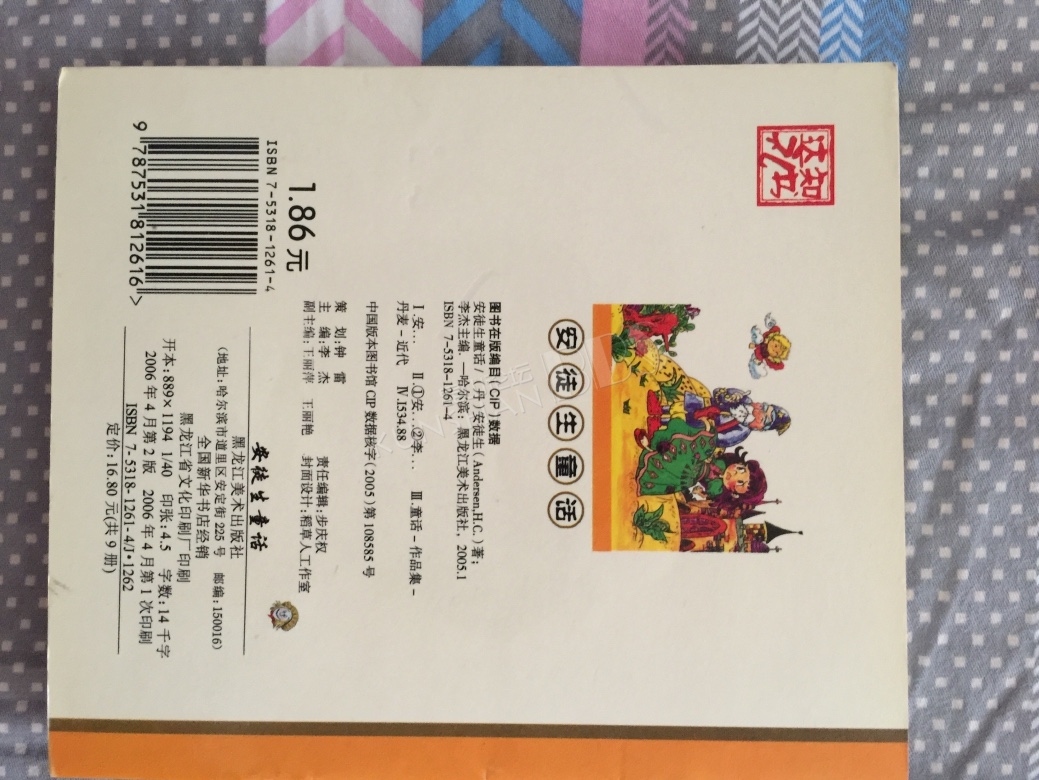 安徒生童话
图书在版编目(CIP)数据
安徒生童话/(丹)安徒生(Andersen,H.C.)著;
李杰主编.—哈尔滨:黑龙江美术出版社,2005.1
ISBN 7-5318-1261-4
Ⅰ.安… Ⅱ.①安…②李… Ⅲ.童话-作品集-
丹麦-近代 Ⅳ.I534.88
中国版本图书馆CIP数据核字(2005)第108585号
策 划:钟 雷
主 编:李 杰 责任编辑:步庆权
副主编:王丽萍 王丽艳 封面设计:稻草人工作室
1.86元
ISBN 7-5318-1261-4
9 787531 812616 >
安徒生童话
黑龙江美术出版社
(地址:哈尔滨市道里区安定街225号 邮编:150016)
全国新华书店经销
黑龙江省文化印刷厂印刷
开本:889×1194 1/40 印张:4.5 字数:14千字
2006年4月第2版 2006年4月第1次印刷
ISBN 7-5318-1261-4/J·1262
定价:16.80元(共9册)